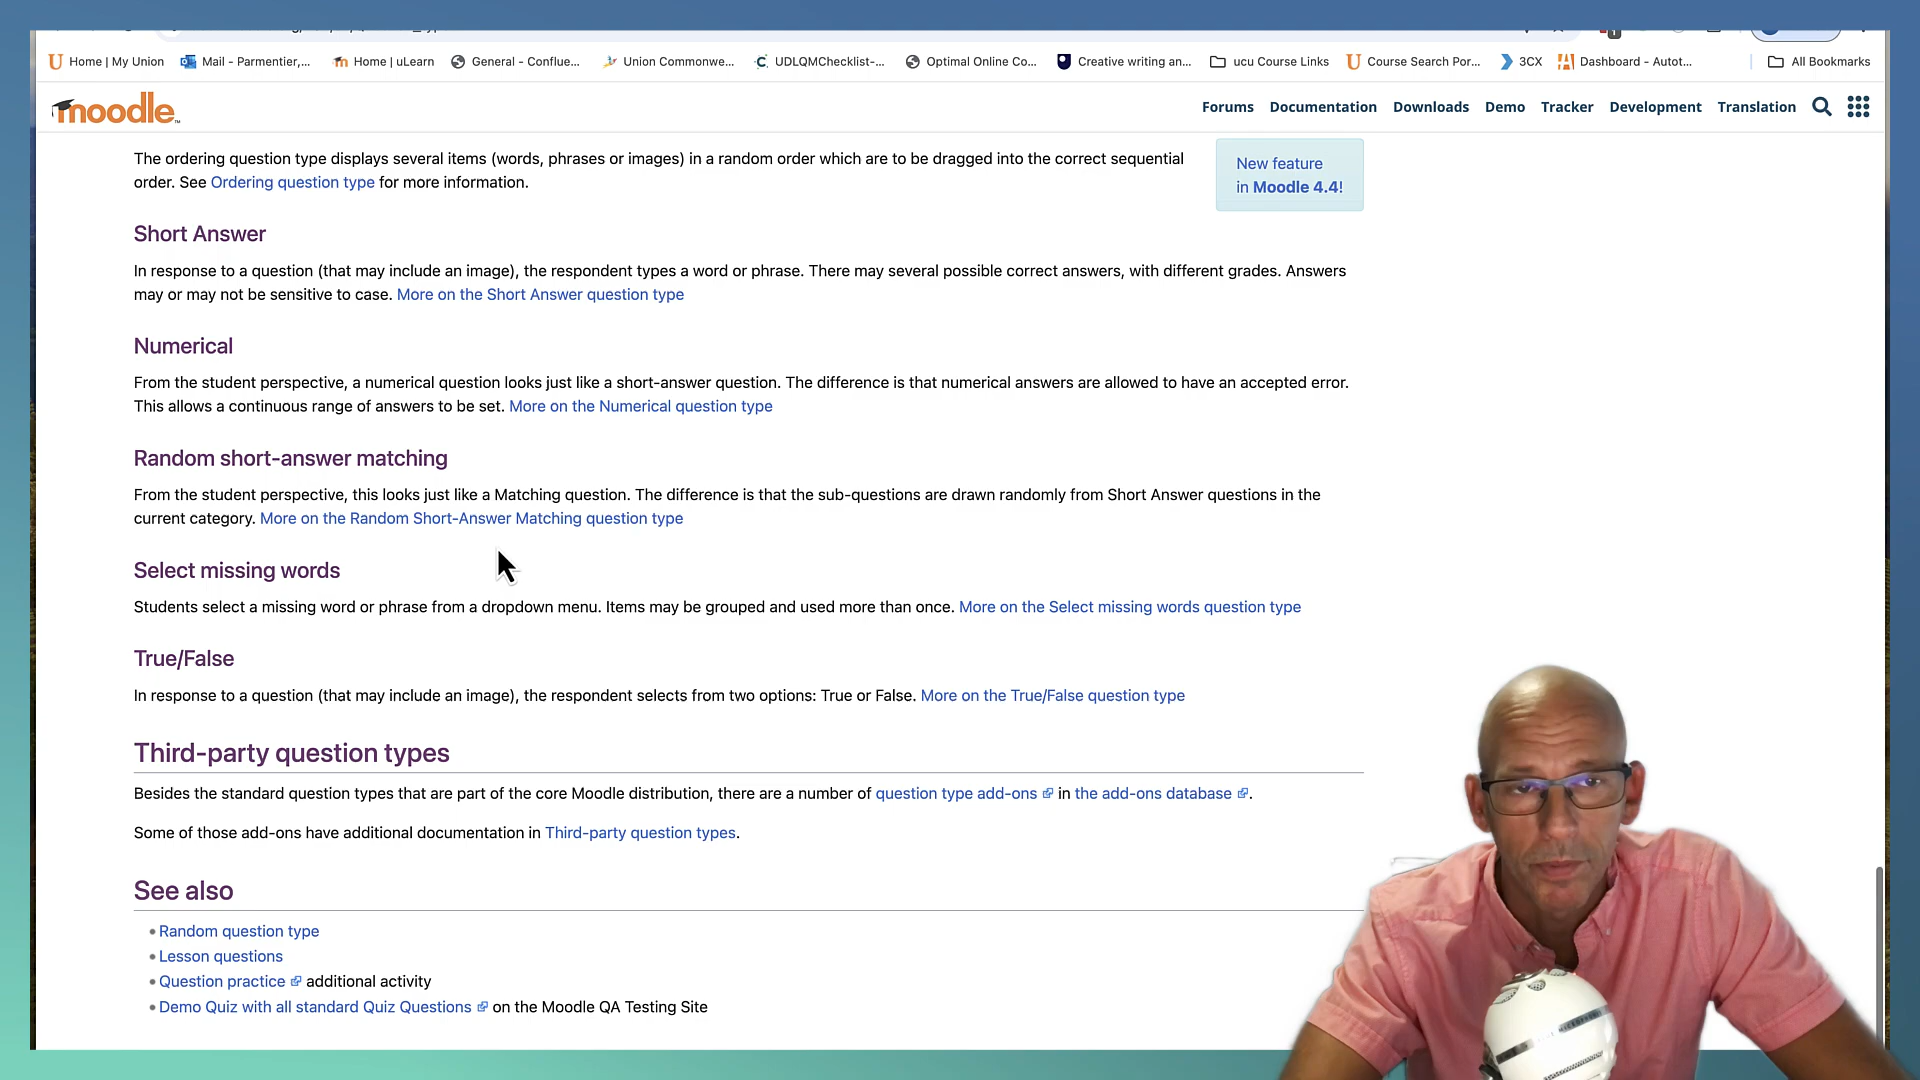 Home | My Union
Mail - Parmentier,...
Home | uLearn
General - Conflue...
Union Commonwe...
UDLQMChecklist-...
Optimal Online Co...
Creative writing an...
ucu Course Links
Course Search Por...
3CX
Dashboard - Autot...
All Bookmarks
moodle
Forums
Documentation
Downloads
Demo
Tracker
Development
Translation
The ordering question type displays several items (words, phrases or images) in a random order which are to be dragged into the correct sequential
order. See Ordering question type for more information.
New feature
in Moodle 4.4!
Short Answer
In response to a question (that may include an image), the respondent types a word or phrase. There may several possible correct answers, with different grades. Answers
may or may not be sensitive to case. More on the Short Answer question type
Numerical
From the student perspective, a numerical question looks just like a short-answer question. The difference is that numerical answers are allowed to have an accepted error.
This allows a continuous range of answers to be set. More on the Numerical question type
Random short-answer matching
From the student perspective, this looks just like a Matching question. The difference is that the sub-questions are drawn randomly from Short Answer questions in the
current category. More on the Random Short-Answer Matching question type
Select missing words
Students select a missing word or phrase from a dropdown menu. Items may be grouped and used more than once. More on the Select missing words question type
True/False
In response to a question (that may include an image), the respondent selects from two options: True or False. More on the True/False question type
Third-party question types
Besides the standard question types that are part of the core Moodle distribution, there are a number of question type add-ons in the add-ons database.
Some of those add-ons have additional documentation in Third-party question types.
See also
Random question type
Lesson questions
Question practice additional activity
Demo Quiz with all standard Quiz Questions on the Moodle QA Testing Site